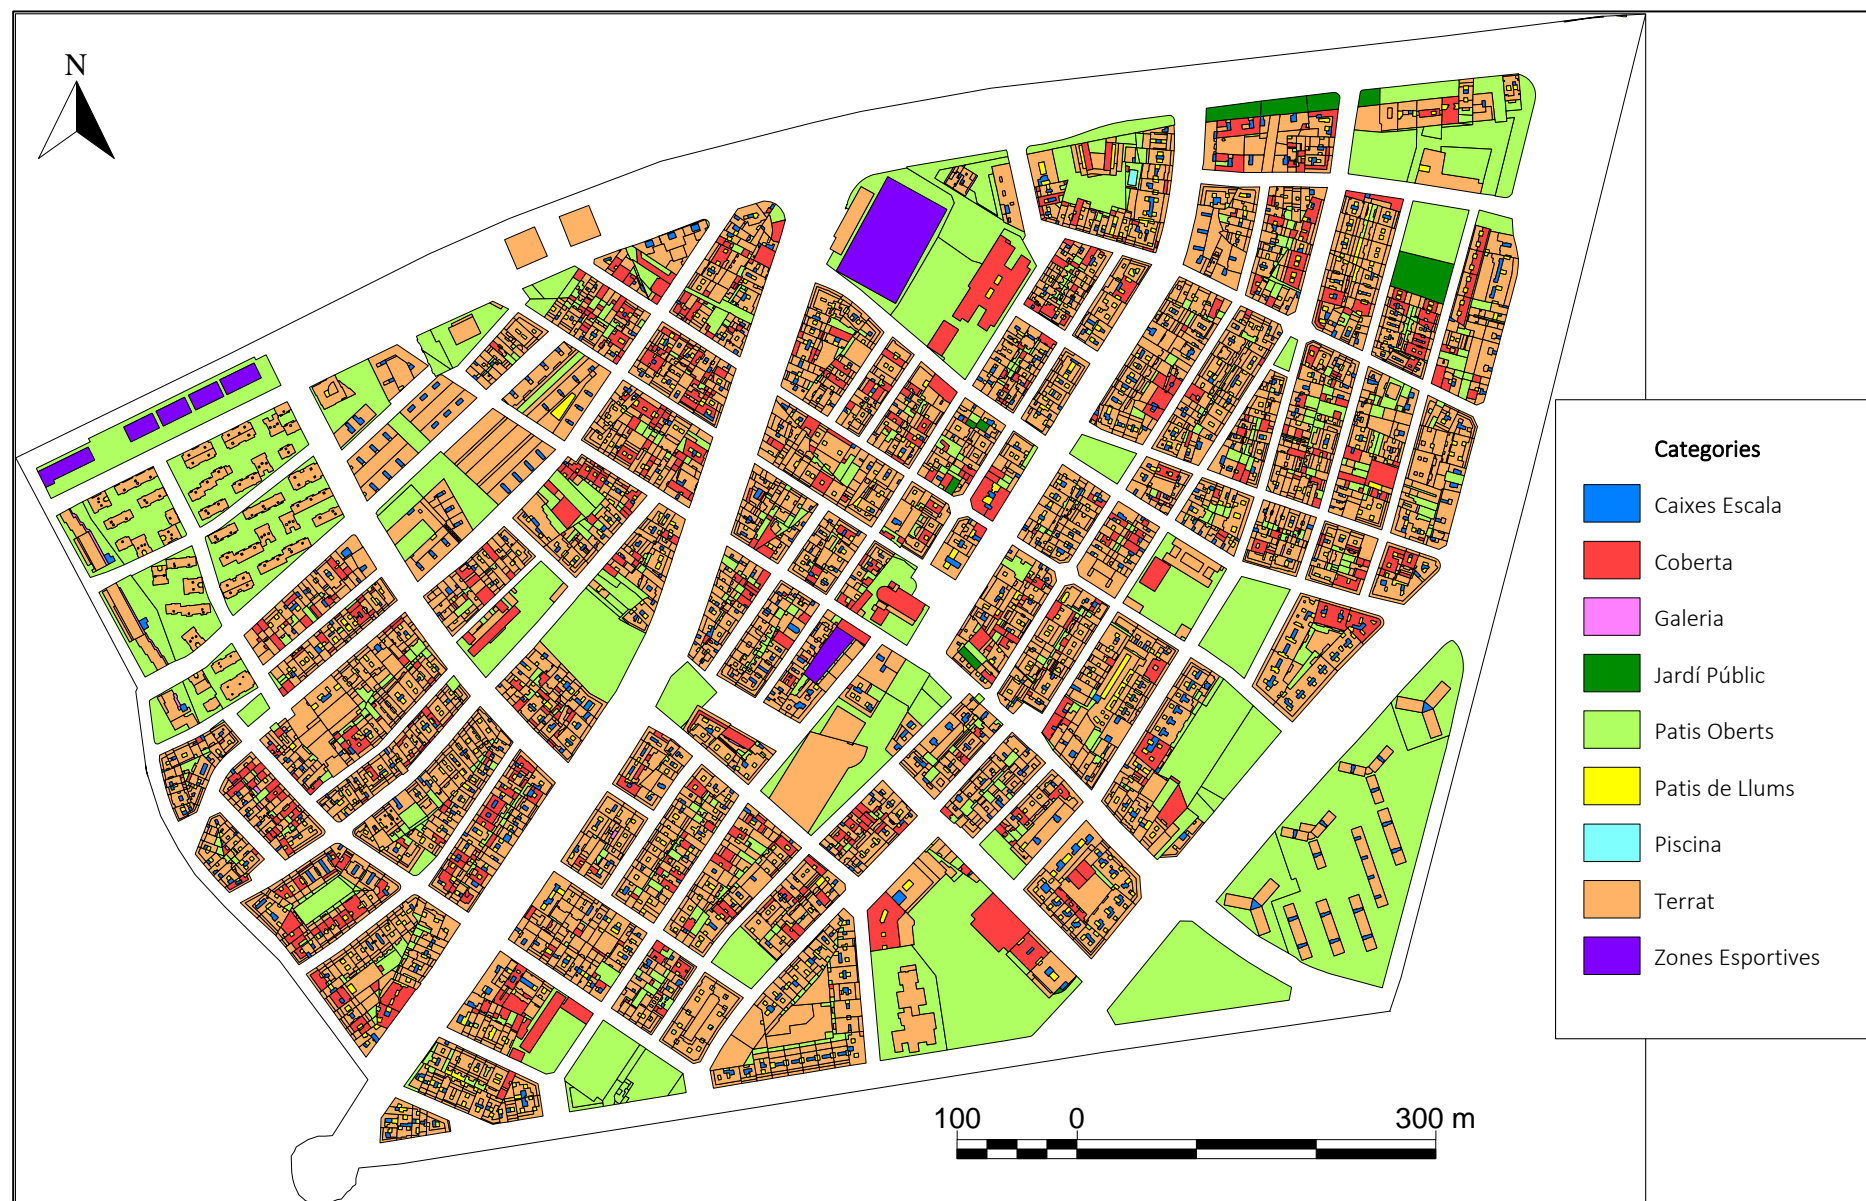 N
Categories
Caixes Escala
Coberta
Galeria
Jardí Públic
Patis Oberts
Patis de Llums
Piscina
Terrat
Zones Esportives
100 0 300 m